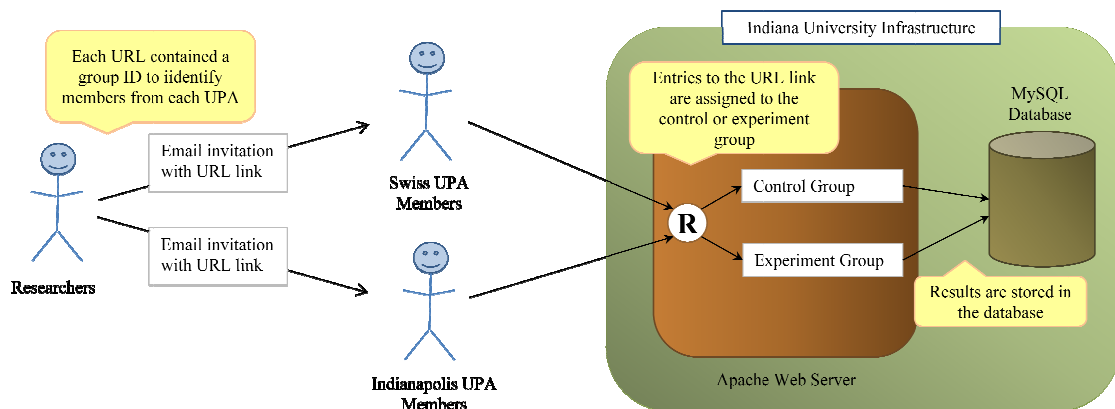 Each URL contained a
group ID to iidentify
members from each UPA
Researchers
Email invitation
with URL link
Email invitation
with URL link
Swiss UPA
Members
Indianapolis UPA
Members
Indiana University Infrastructure
Entries to the URL link
are assigned to the
control or experiment
group
R
Control Group
Experiment Group
Apache Web Server
MySQL
Database
Results are stored in
the database